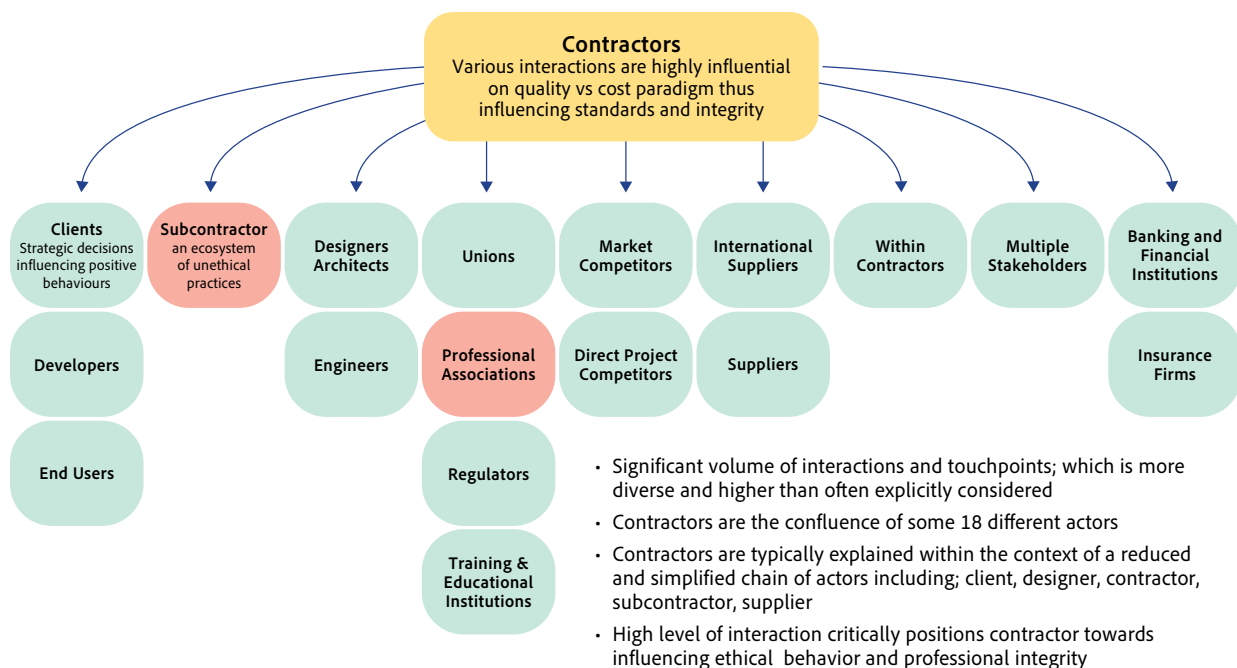 Contractors
Various interactions are highly influential
on quality vs cost paradigm thus
influencing standards and integrity
Clients
Strategic decisions
influencing positive
behaviours
Subcontractor
an ecosystem
of unethical
practices
Designers
Architects
Unions
Market
Competitors
International
Suppliers
Within
Contractors
Multiple
Stakeholders
Banking and
Financial
Institutions
Developers
Engineers
Professional
Associations
Direct Project
Competitors
Suppliers
Insurance
Firms
End Users
Regulators
Training &
Educational
Institutions
• Significant volume of interactions and touchpoints; which is more
diverse and higher than often explicitly considered
• Contractors are the confluence of some 18 different actors
• Contractors are typically explained within the context of a reduced
and simplified chain of actors including; client, designer, contractor,
subcontractor, supplier
• High level of interaction critically positions contractor towards
influencing ethical behavior and professional integrity